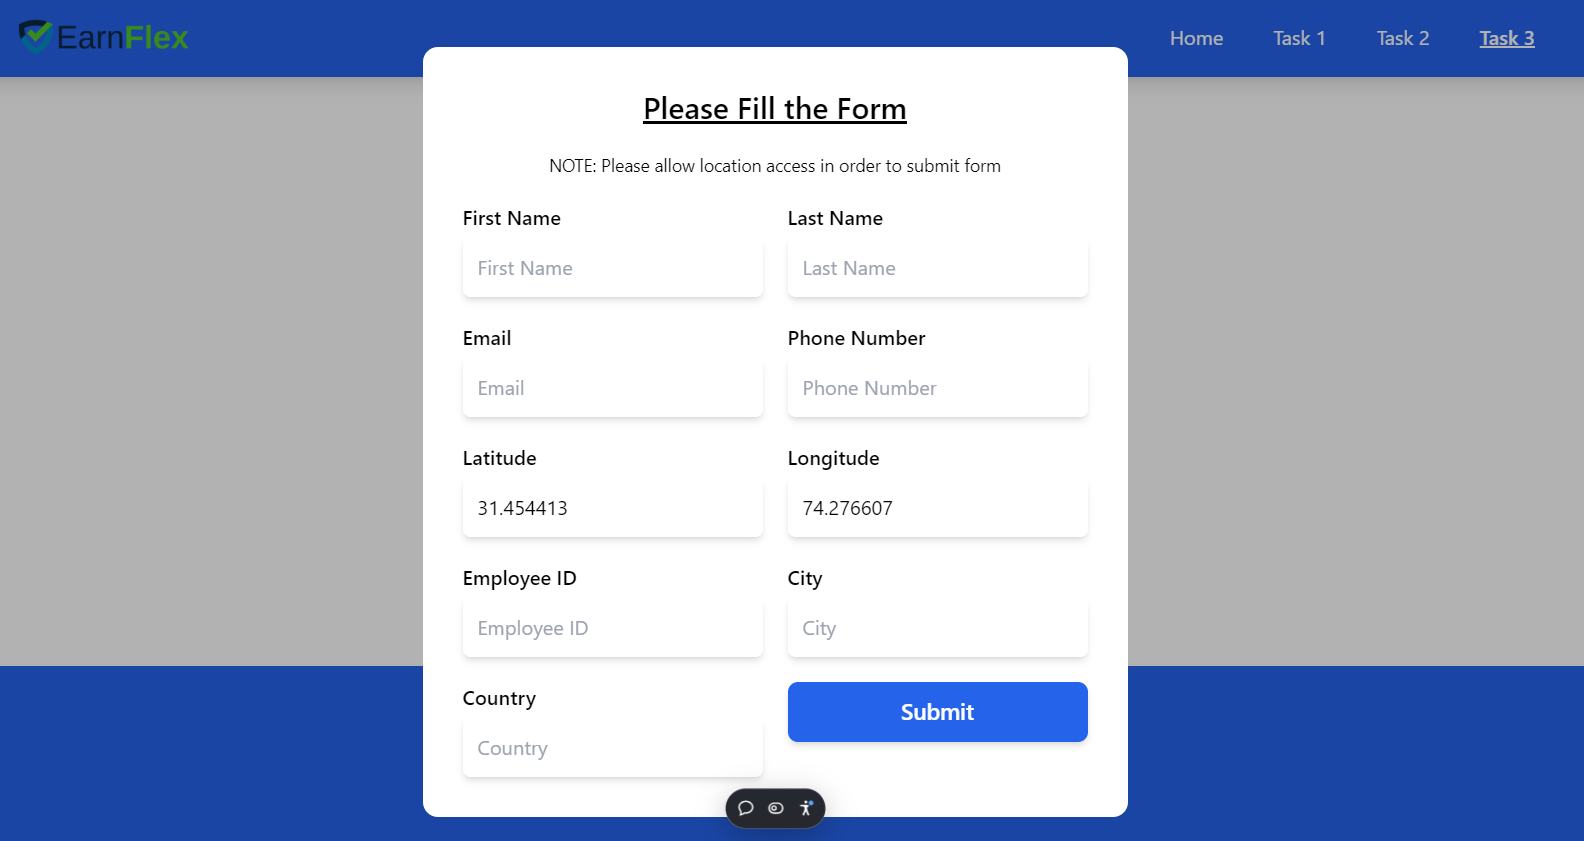 EarnFlex
Home Task 1 Task 2 Task 3
Please Fill the Form
NOTE: Please allow location access in order to submit form
First Name Last Name
First Name Last Name
Email Phone Number
Email Phone Number
Latitude Longitude
31.454413 74.276607
Employee ID City
Employee ID City
Country
Submit
Country